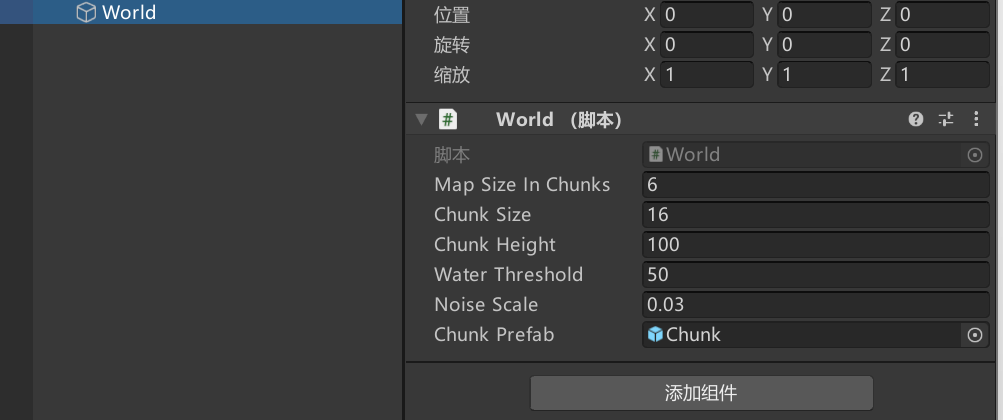 World
位置 X 0 Y 0 Z 0
旋转 X 0 Y 0 Z 0
缩放 X 1 Y 1 Z 1
# World （脚本）
脚本 # World
Map Size In Chunks 6
Chunk Size 16
Chunk Height 100
Water Threshold 50
Noise Scale 0.03
Chunk Prefab Chunk
添加组件